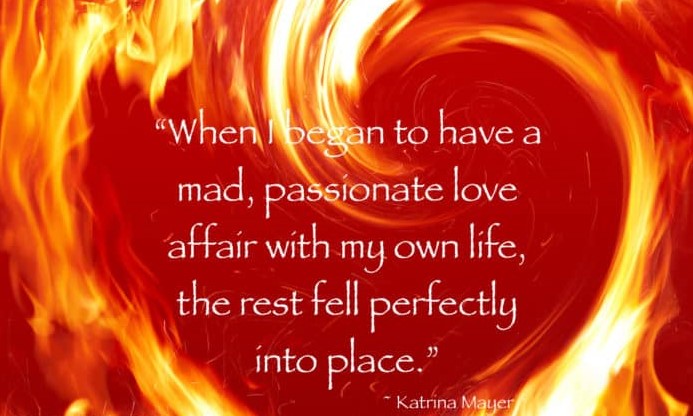 “When I began to have a
mad, passionate love
affair with my own life,
the rest fell perfectly
into place.”
~ Katrina Mayer